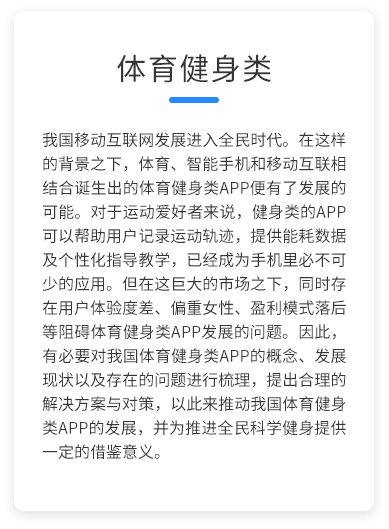 体育健身类
我国移动互联网发展进入全民时代。在这样
的背景之下，体育、智能手机和移动互联相
结合诞生出的体育健身类APP便有了发展的
可能。对于运动爱好者来说，健身类的APP
可以帮助用户记录运动轨迹，提供能耗数据
及个性化指导教学，已经成为手机里必不可
少的应用。但在这巨大的市场之下，同时存
在用户体验度差、偏重女性、盈利模式落后
等阻碍体育健身类APP发展的问题。因此，
有必要对我国体育健身类APP的概念、发展
现状以及存在的问题进行梳理，提出合理的
解决方案与对策，以此来推动我国体育健身
类APP的发展，并为推进全民科学健身提供
一定的借鉴意义。